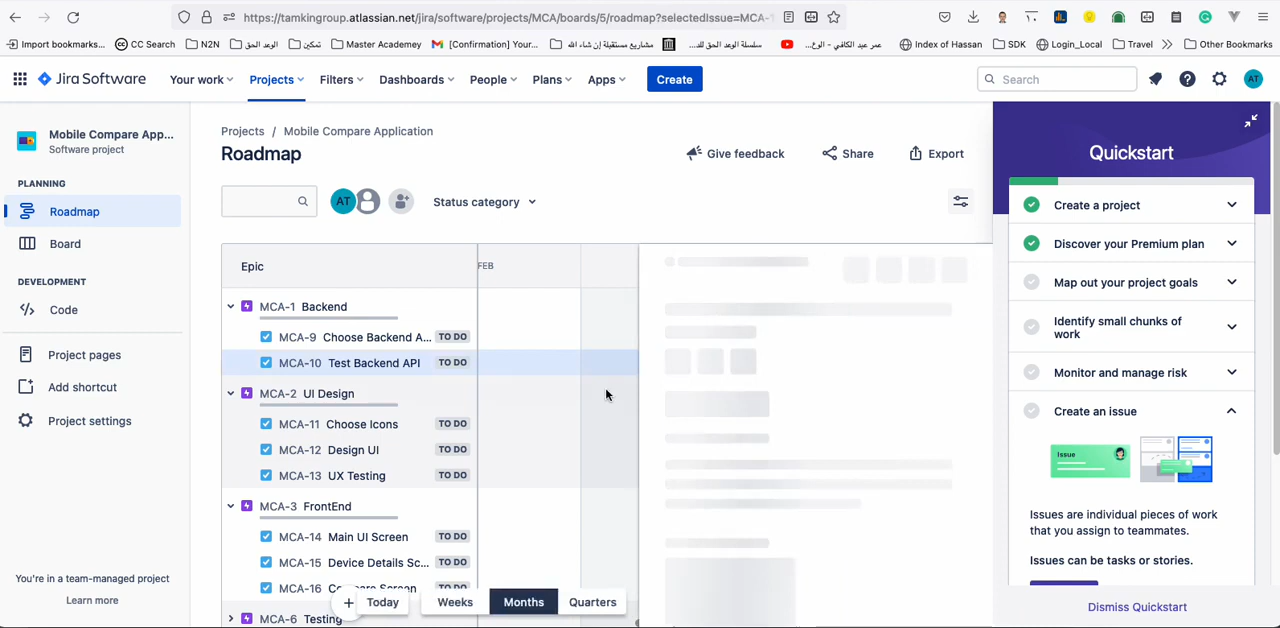 https://tamkingroup.atlassian.net/jira/software/projects/MCA/boards/5/roadmap?selectedIssue=MCA-
Import bookmarks... CC Search N2N الوعد الحق تمكين Master Academey [Confirmation] Your... مشاريع مستقبلية إن شاء الله سلسلة الوعد الحق للد... عمر عبد الكافي - الوع... Index of Hassan SDK Login_Local Travel Other Bookmarks
Jira Software Your work Projects Filters Dashboards People Plans Apps Create Search AT
Mobile Compare App...
Software project
PLANNING
Roadmap
Board
DEVELOPMENT
Code
Project pages
Add shortcut
Project settings
You're in a team-managed project
Learn more
Projects / Mobile Compare Application
Roadmap
Give feedback Share Export
AT Status category
Epic FEB
MCA-1 Backend
MCA-9 Choose Backend A... TO DO
MCA-10 Test Backend API TO DO
MCA-2 UI Design
MCA-11 Choose Icons TO DO
MCA-12 Design UI TO DO
MCA-13 UX Testing TO DO
MCA-3 FrontEnd
MCA-14 Main UI Screen TO DO
MCA-15 Device Details Sc... TO DO
MCA-16 Compare Screen TO DO
MCA-6 Testing
Today Weeks Months Quarters
Quickstart
Create a project
Discover your Premium plan
Map out your project goals
Identify small chunks of
work
Monitor and manage risk
Create an issue
Issue
Issues are individual pieces of work
that you assign to teammates.
Issues can be tasks or stories.
Dismiss Quickstart